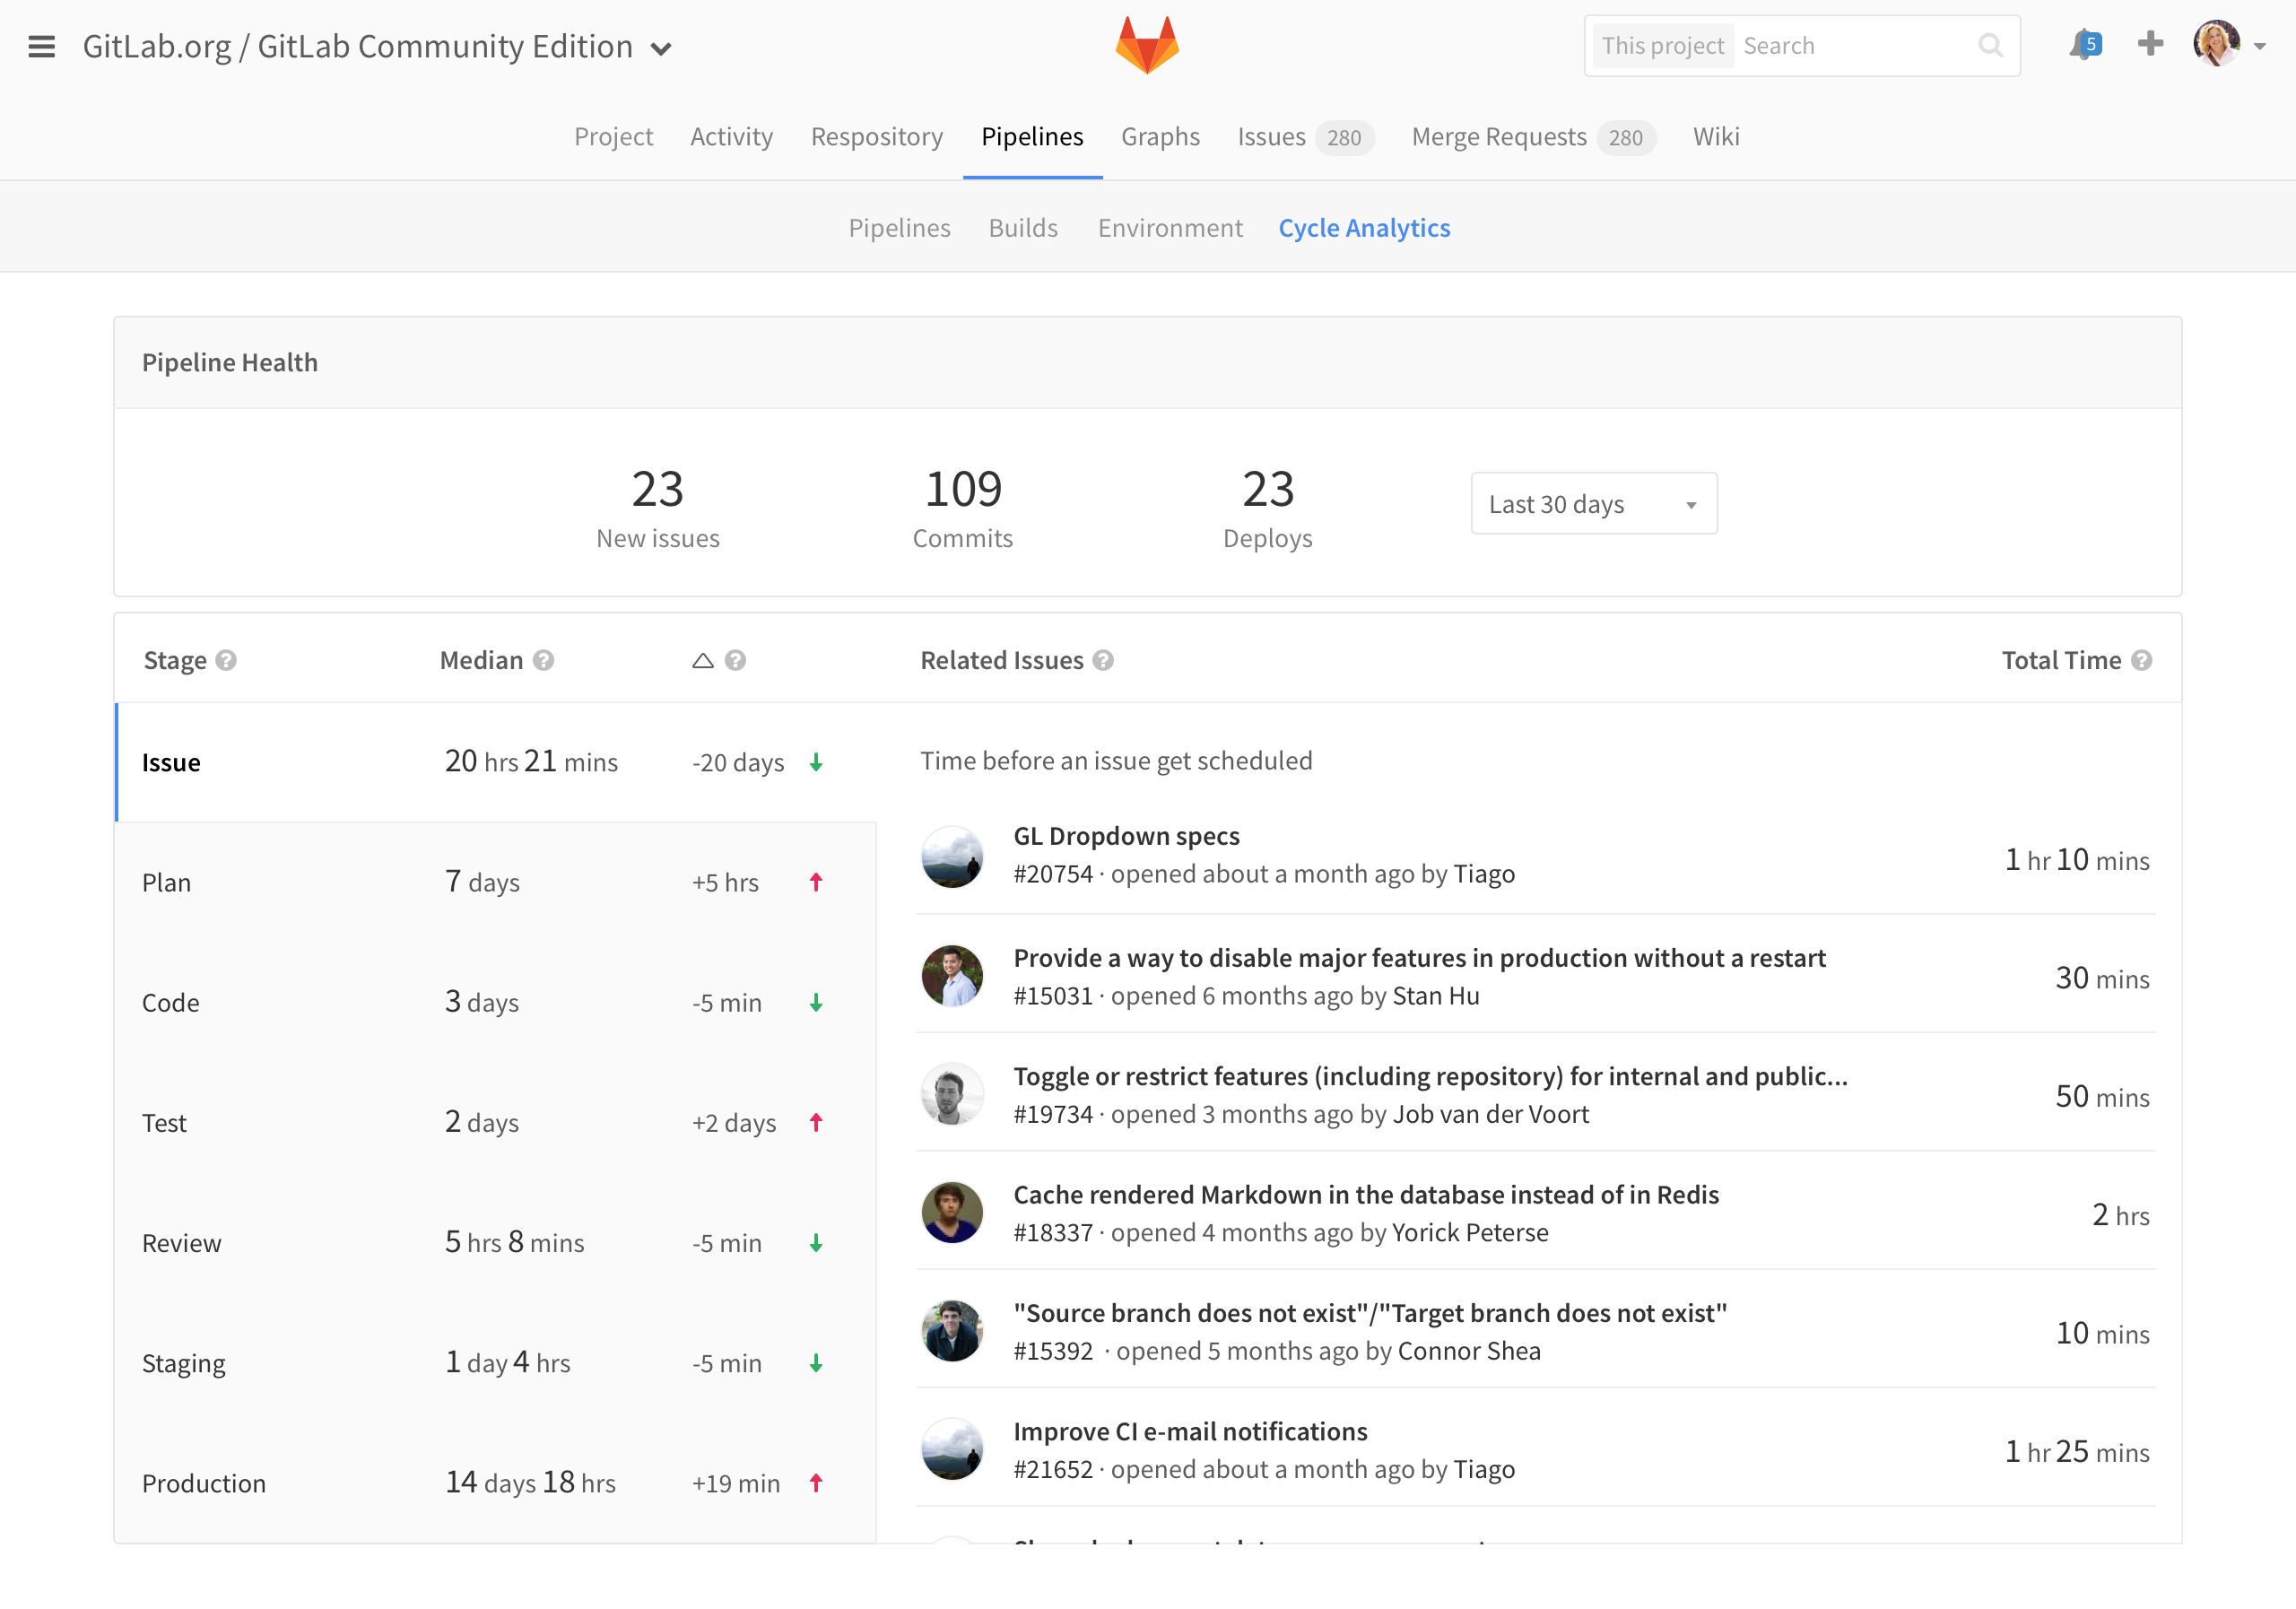 GitLab.org / GitLab Community Edition
This project Search
5
Project Activity Respository Pipelines Graphs Issues 280 Merge Requests 280 Wiki
Pipelines Builds Environment Cycle Analytics
Pipeline Health
23 109 23
New issues Commits Deploys
Last 30 days
Stage ? Median ? △ ? Related Issues ? Total Time ?
Issue 20 hrs 21 mins -20 days
Time before an issue get scheduled
Plan 7 days +5 hrs
Code 3 days -5 min
Test 2 days +2 days
Review 5 hrs 8 mins -5 min
Staging 1 day 4 hrs -5 min
Production 14 days 18 hrs +19 min
GL Dropdown specs
#20754 · opened about a month ago by Tiago
1 hr 10 mins
Provide a way to disable major features in production without a restart
#15031 · opened 6 months ago by Stan Hu
30 mins
Toggle or restrict features (including repository) for internal and public...
#19734 · opened 3 months ago by Job van der Voort
50 mins
Cache rendered Markdown in the database instead of in Redis
#18337 · opened 4 months ago by Yorick Peterse
2 hrs
"Source branch does not exist"/"Target branch does not exist"
#15392 · opened 5 months ago by Connor Shea
10 mins
Improve CI e-mail notifications
#21652 · opened about a month ago by Tiago
1 hr 25 mins